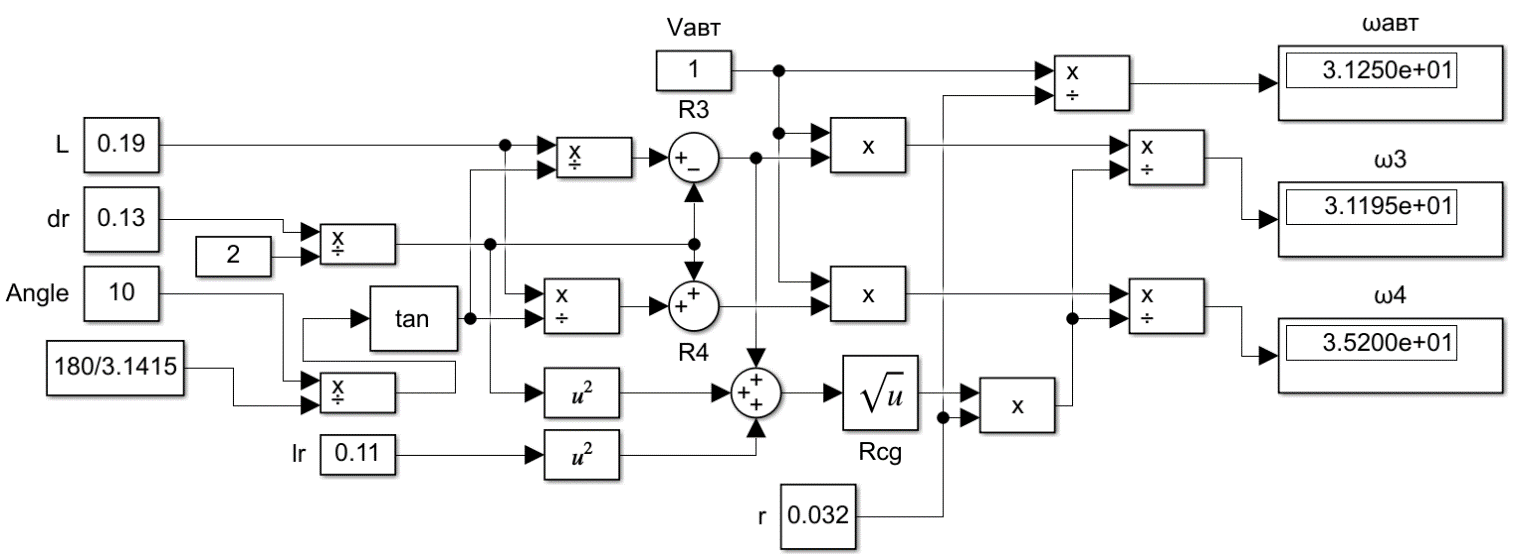 Vавт
ωавт
1
x
÷
3.1250e+01
R3
L
0.19
x
÷
+
−
x
x
÷
ω3
3.1195e+01
dr
0.13
2
x
÷
Angle
10
tan
x
÷
+
+
x
x
÷
ω4
3.5200e+01
R4
180/3.1415
x
÷
u²
+
+
+
√u
x
lr
0.11
u²
Rcg
r
0.032